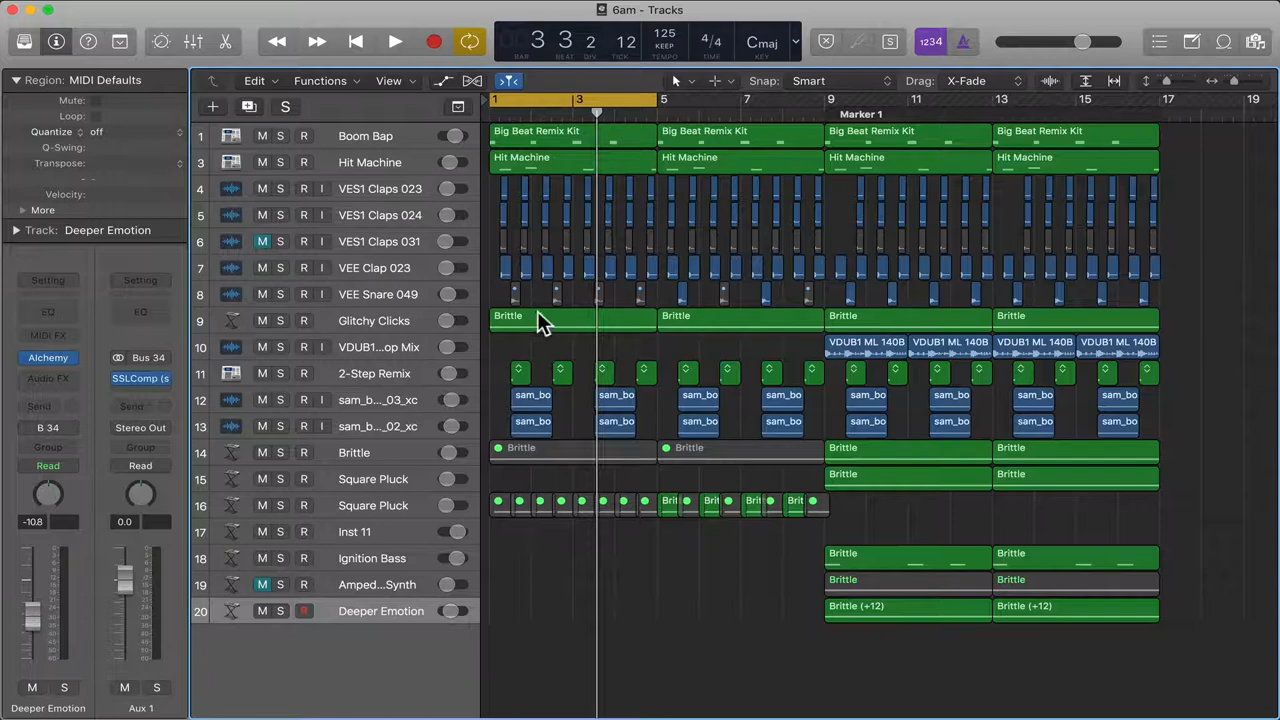 6am - Tracks
3 3 2 12
BAR BEAT DIV TICK
125
KEEP
TEMPO
4/4
TIME
Cmaj
KEY
S
1234
Region: MIDI Defaults
Mute:
Loop:
Quantize off
Q-Swing:
Transpose:
Velocity:
More
Track: Deeper Emotion
Setting Setting
EQ EQ
MIDI FX
Alchemy Bus 34
Audio FX SSLComp (s
Send Send
B 34 Stereo Out
Group Group
Read Read
-10.8 0.0
M S M S
Deeper Emotion Aux 1
Edit Functions View Snap: Smart Drag: X-Fade
S
1 3 5 7 9 11 13 15 17 19
Marker 1
1 M S R Boom Bap Big Beat Remix Kit Big Beat Remix Kit Big Beat Remix Kit Big Beat Remix Kit
3 M S R Hit Machine Hit Machine Hit Machine Hit Machine Hit Machine
4 M S R I VES1 Claps 023
5 M S R I VES1 Claps 024
6 M S R I VES1 Claps 031
7 M S R VEE Clap 023
8 M S R I VEE Snare 049
9 M S R Glitchy Clicks Brittle Brittle Brittle Brittle
10 M S R I VDUB1...op Mix VDUB1 ML 140B VDUB1 ML 140B VDUB1 ML 140B VDUB1 ML 140B
11 M S R 2-Step Remix
12 M S R I sam_b..._03_xc sam_bo sam_bo sam_bo sam_bo sam_bo sam_bo sam_bo sam_bo
13 M S R I sam_b..._02_xc sam_bo sam_bo sam_bo sam_bo sam_bo sam_bo sam_bo sam_bo
14 M S R Brittle Brittle Brittle Brittle Brittle
15 M S R Square Pluck Brittle Brittle
16 M S R Square Pluck Brit Brit Brit Brit
17 M S R Inst 11
18 M S R Ignition Bass Brittle Brittle
19 M S R Amped...Synth Brittle Brittle
20 M S R Deeper Emotion Brittle (+12) Brittle (+12)